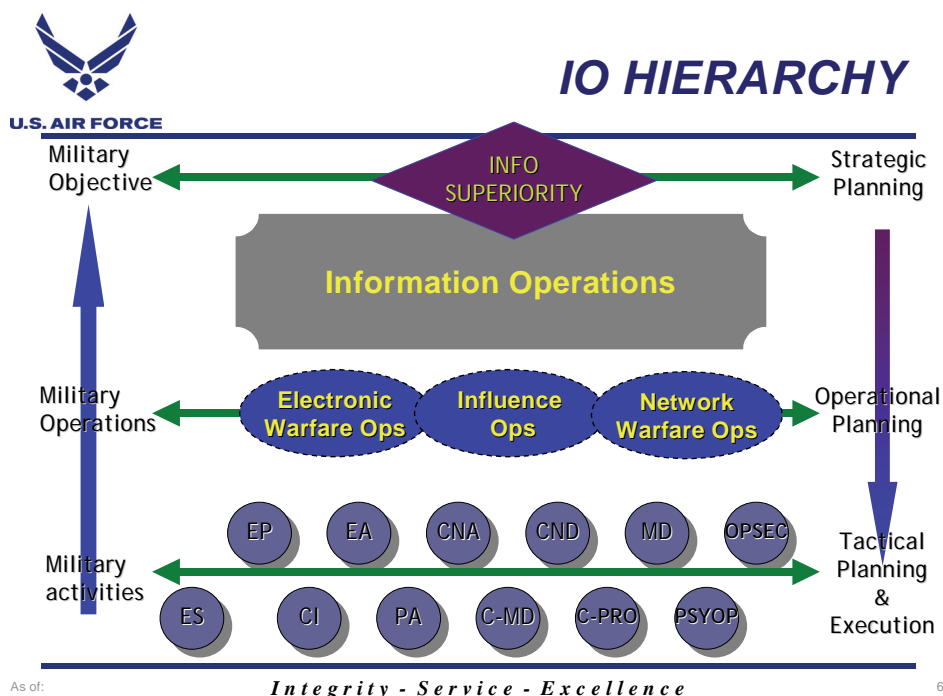 IO HIERARCHY
U.S. AIR FORCE
Military
Objective
INFO
SUPERIORITY
Strategic
Planning
Information Operations
Military
Operations
Electronic
Warfare Ops
Influence
Ops
Network
Warfare Ops
Operational
Planning
EP
EA
CNA
CND
MD
OPSEC
Military
activities
Tactical
Planning
&
Execution
ES
CI
PA
C-MD
C-PRO
PSYOP
As of:
Integrity - Service - Excellence
6